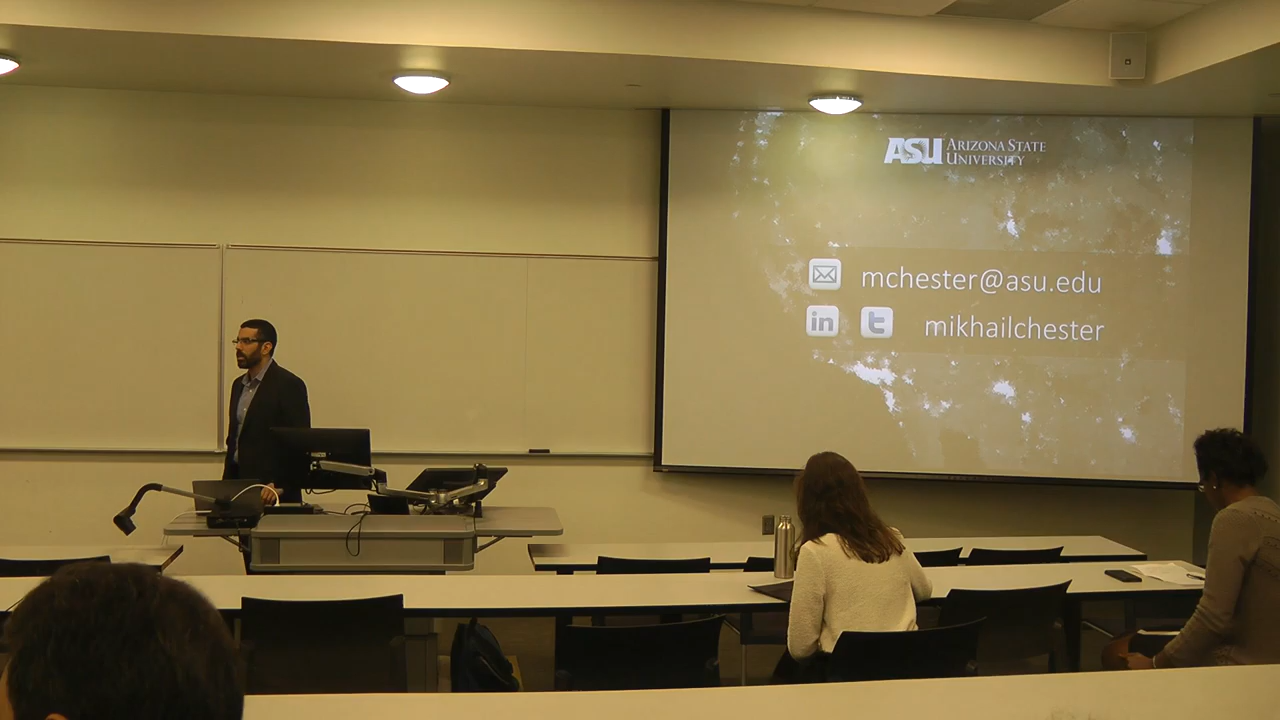 ASU ARIZONA STATE
UNIVERSITY
mchester@asu.edu
in t mikhailchester